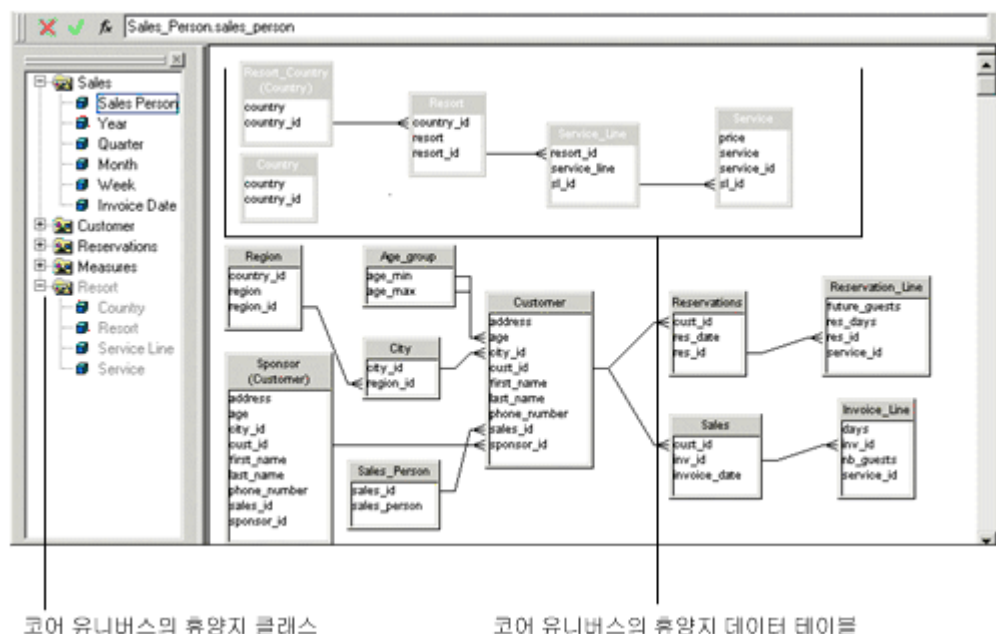 Sales_Person.sales_person
Sales
Sales Person
Year
Quarter
Month
Week
Invoice Date
Customer
Reservations
Measures
Resort
Country
Resort
Service Line
Service
Resort_Country
(Country)
country
country_id
Resort
country_id
resort
resort_id
Service_Line
resort_id
service_line
sl_id
Service
price
service
service_id
sl_id
Country
country
country_id
Region
country_id
region
region_id
Age_group
age_min
age_max
Customer
address
age
city_id
cust_id
first_name
last_name
phone_number
sales_id
sponsor_id
Reservations
cust_id
res_date
res_id
Reservation_Line
future_guests
res_days
res_id
service_id
City
city_id
region_id
Sponsor
(Customer)
address
age
city_id
cust_id
first_name
last_name
phone_number
sales_id
sponsor_id
Sales_Person
sales_id
sales_person
Sales
cust_id
inv_id
invoice_date
Invoice_Line
days
inv_id
nb_guests
service_id
코어 유니버스의 휴양지 클래스
코어 유니버스의 휴양지 데이터 테이블